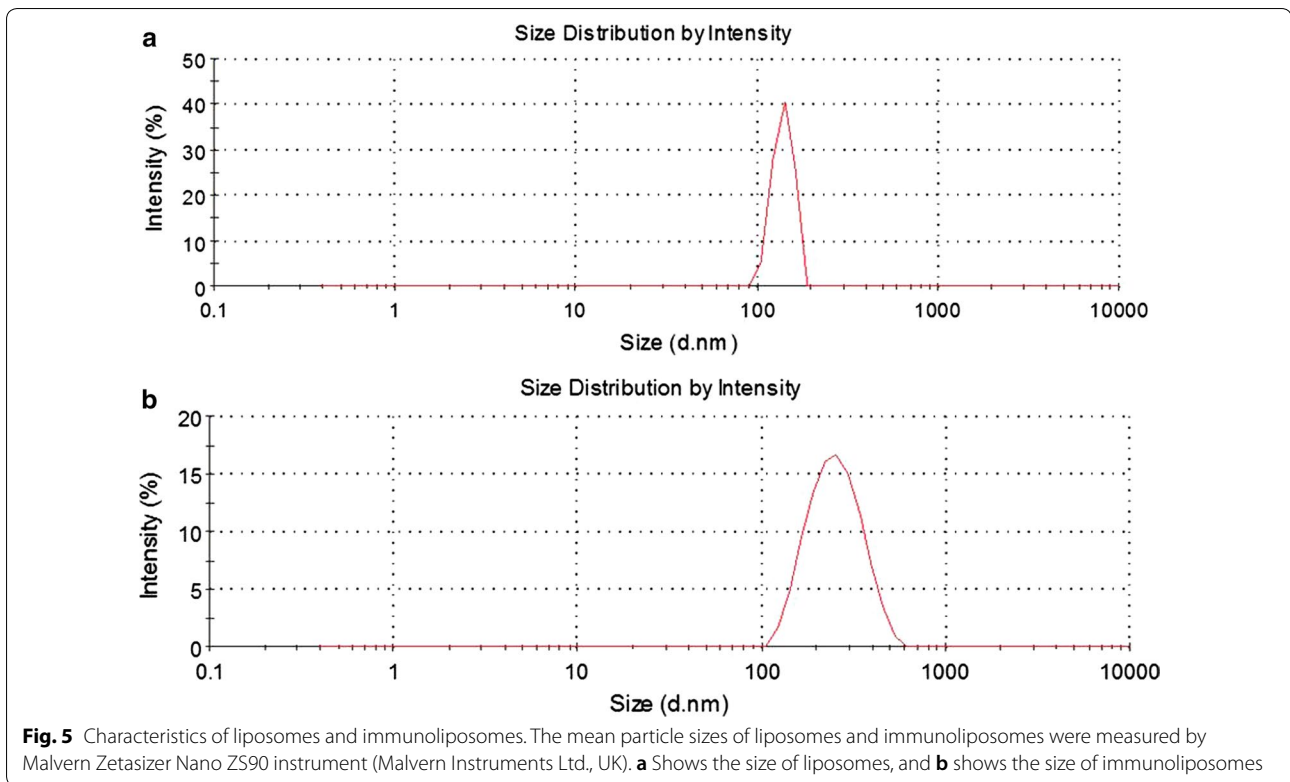 a
Size Distribution by Intensity
50
40
30
20
10
0
Intensity (%)
0.1 1 10 100 1000 10000
Size (d.nm)
b
Size Distribution by Intensity
20
15
10
5
0
Intensity (%)
0.1 1 10 100 1000 10000
Size (d.nm)
Fig. 5 Characteristics of liposomes and immunoliposomes. The mean particle sizes of liposomes and immunoliposomes were measured by
Malvern Zetasizer Nano ZS90 instrument (Malvern Instruments Ltd., UK). a Shows the size of liposomes, and b shows the size of immunoliposomes